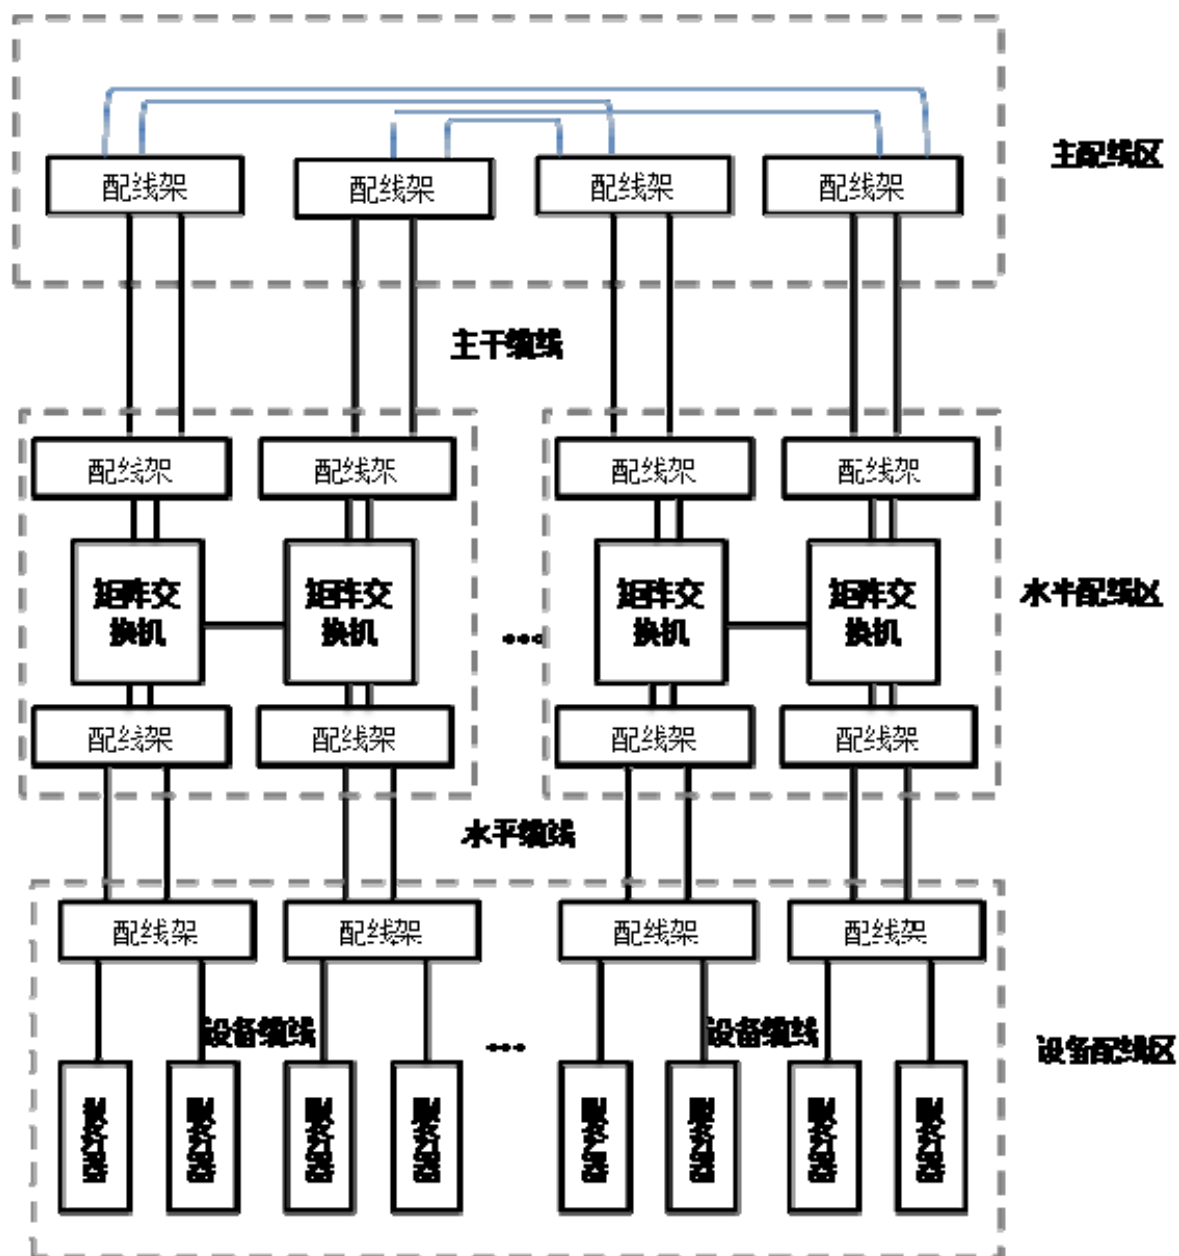 主配线区
配线架 配线架 配线架 配线架
主干缆线
配线架 配线架 配线架 配线架
矩阵交 矩阵交 矩阵交 矩阵交
换机 换机 换机 换机
...
水平配线区
配线架 配线架 配线架 配线架
水平缆线
配线架 配线架 配线架 配线架
设备缆线 ... 设备缆线
设备配线区